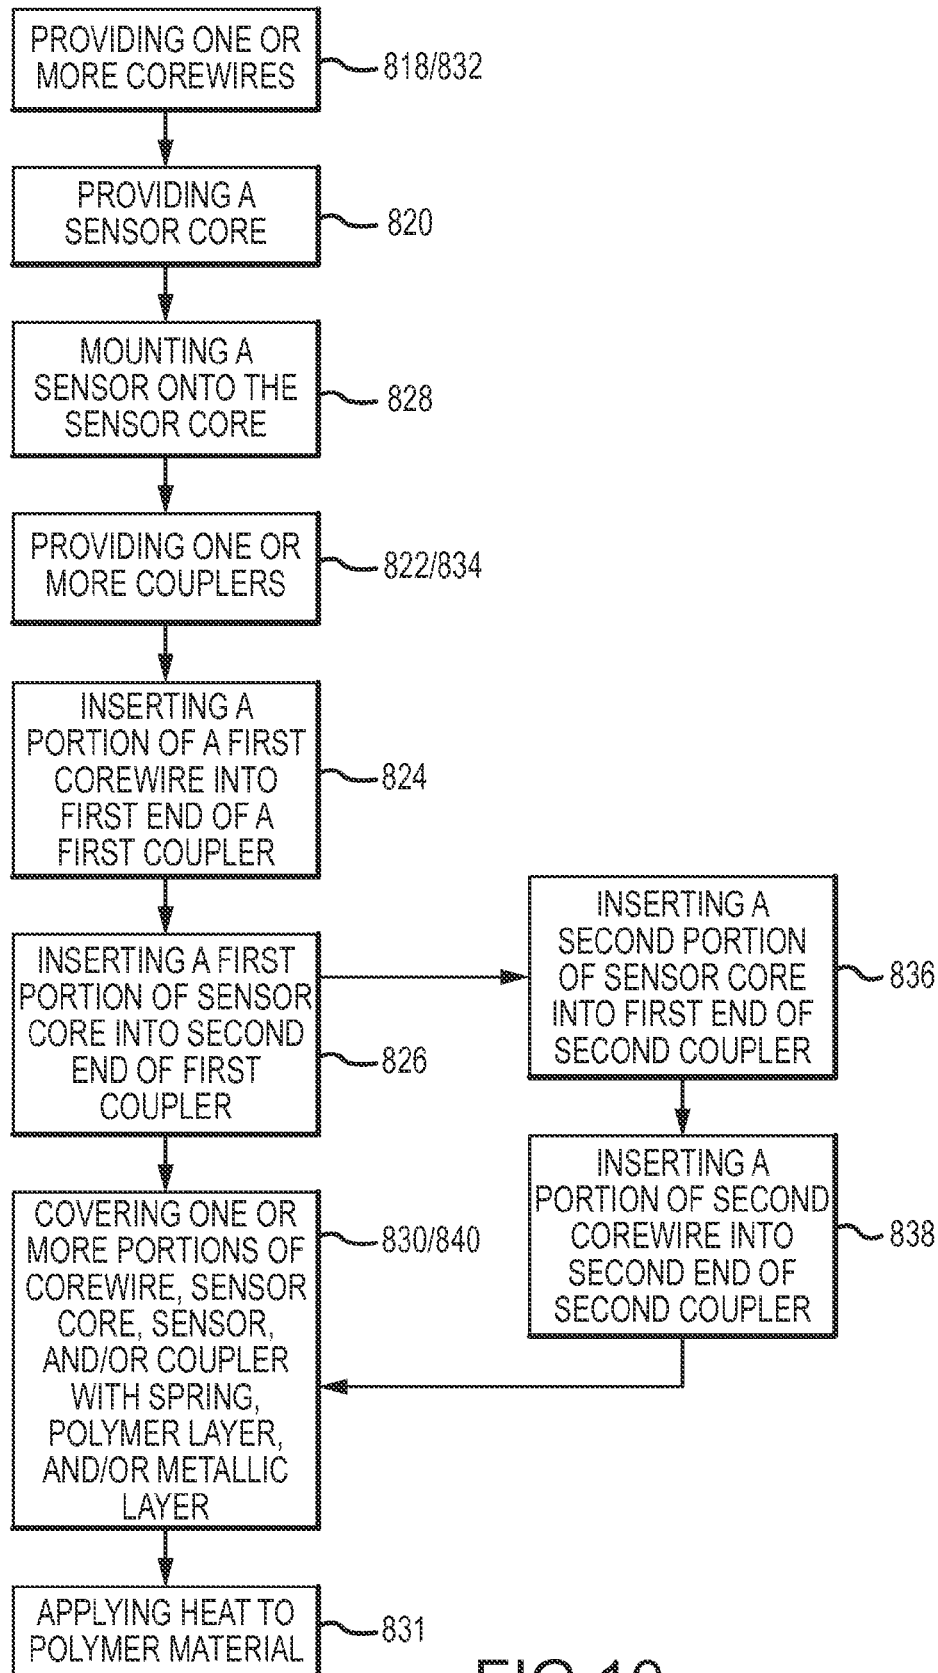 PROVIDING ONE OR
MORE COREWIRES
818/832
PROVIDING A
SENSOR CORE
820
MOUNTING A
SENSOR ONTO THE
SENSOR CORE
828
PROVIDING ONE OR
MORE COUPLERS
822/834
INSERTING A
PORTION OF A FIRST
COREWIRE INTO
FIRST END OF A
FIRST COUPLER
824
INSERTING A FIRST
PORTION OF SENSOR
CORE INTO SECOND
END OF FIRST
COUPLER
826
INSERTING A
SECOND PORTION
OF SENSOR CORE
INTO FIRST END OF
SECOND COUPLER
836
INSERTING A
PORTION OF SECOND
COREWIRE INTO
SECOND END OF
SECOND COUPLER
838
COVERING ONE OR
MORE PORTIONS OF
COREWIRE, SENSOR
CORE, SENSOR,
AND/OR COUPLER
WITH SPRING,
POLYMER LAYER,
AND/OR METALLIC
LAYER
830/840
APPLYING HEAT TO
POLYMER MATERIAL
831